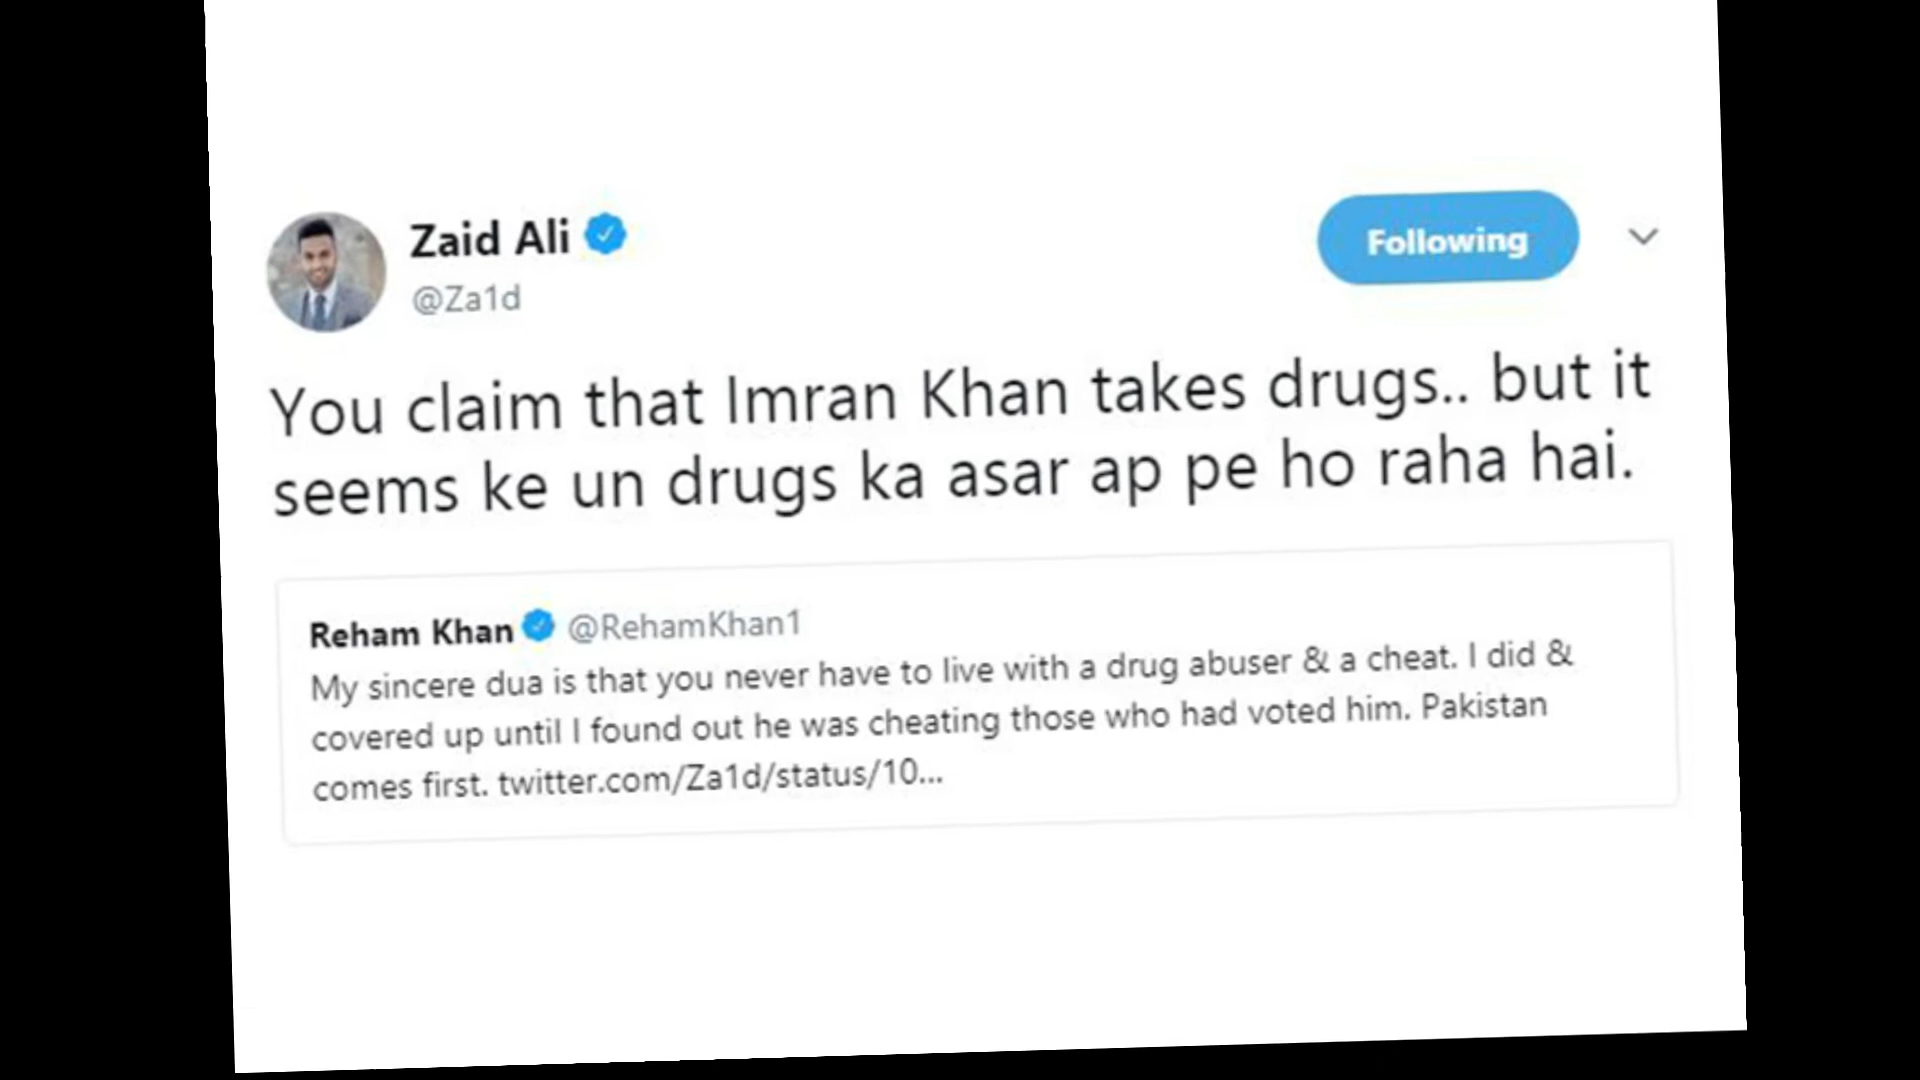 Zaid Ali
@Za1d
Following
You claim that Imran Khan takes drugs.. but it
seems ke un drugs ka asar ap pe ho raha hai.
Reham Khan @RehamKhan1
My sincere dua is that you never have to live with a drug abuser & a cheat. I did &
covered up until I found out he was cheating those who had voted him. Pakistan
comes first. twitter.com/Za1d/status/10...